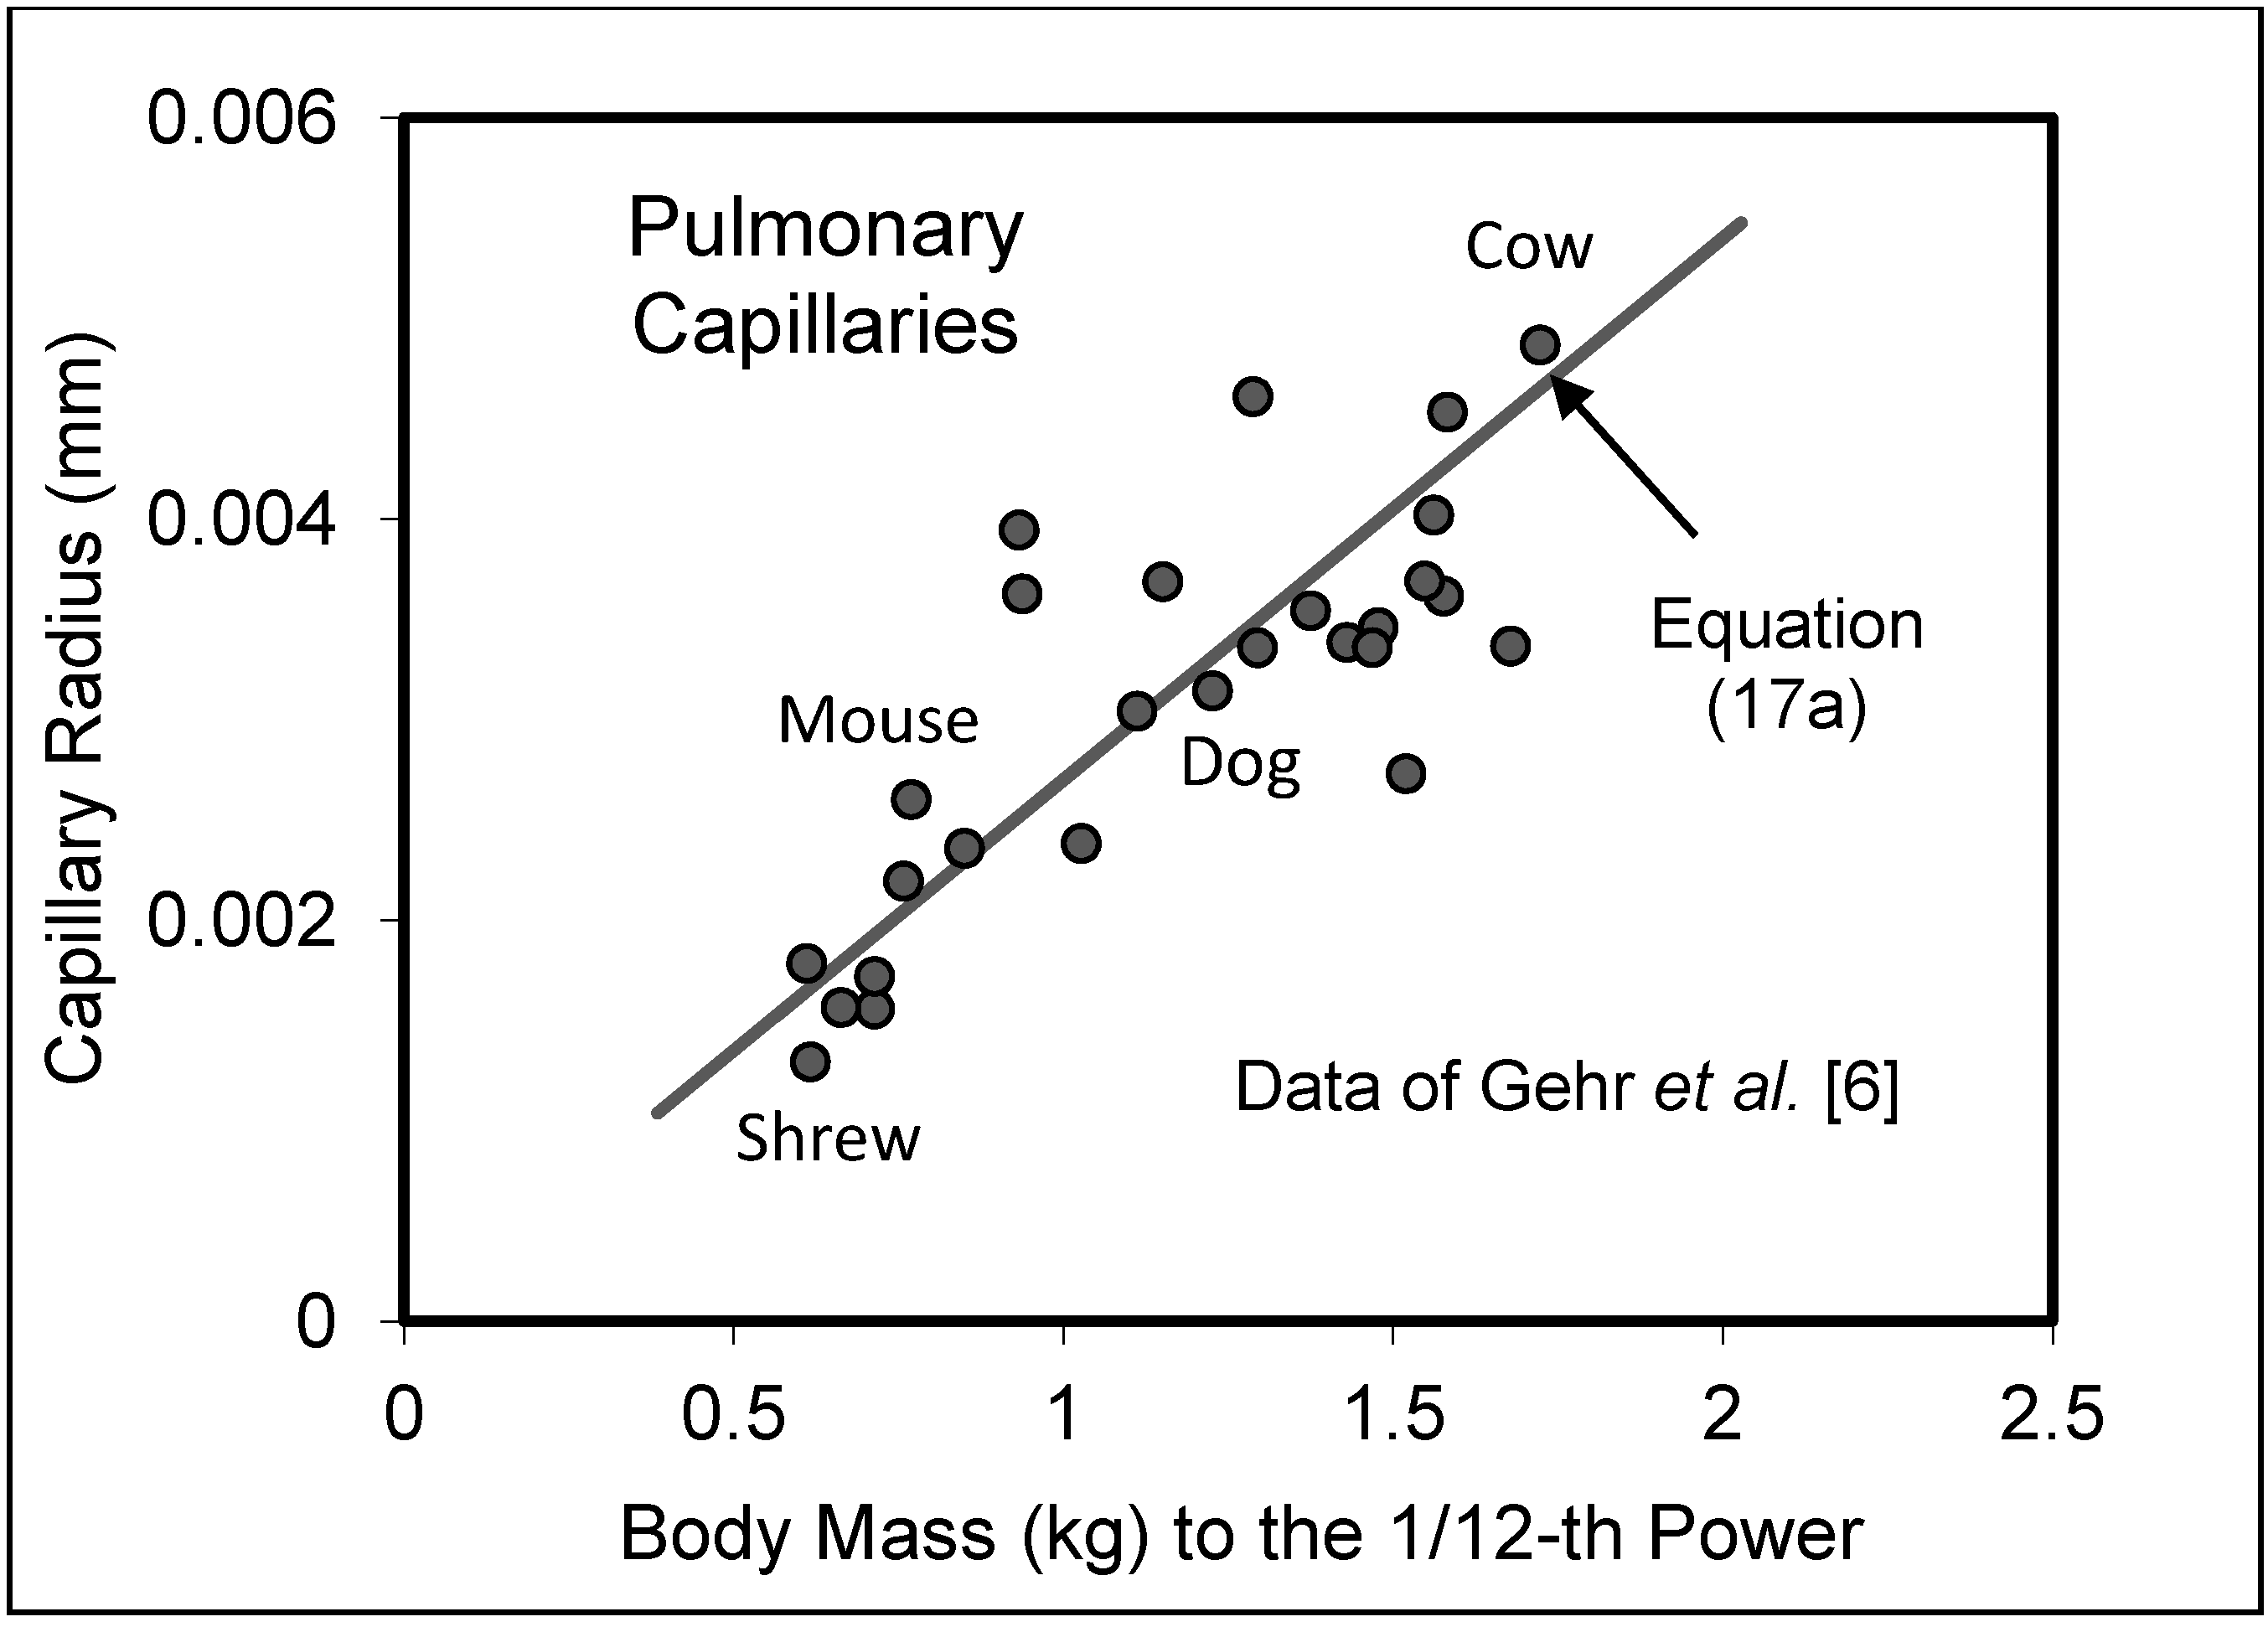 0.006
0.004
0.002
0
Capillary Radius (mm)
Pulmonary
Capillaries
Cow
Mouse
Dog
Equation
(17a)
Shrew
Data of Gehr et al. [6]
0 0.5 1 1.5 2 2.5
Body Mass (kg) to the 1/12-th Power